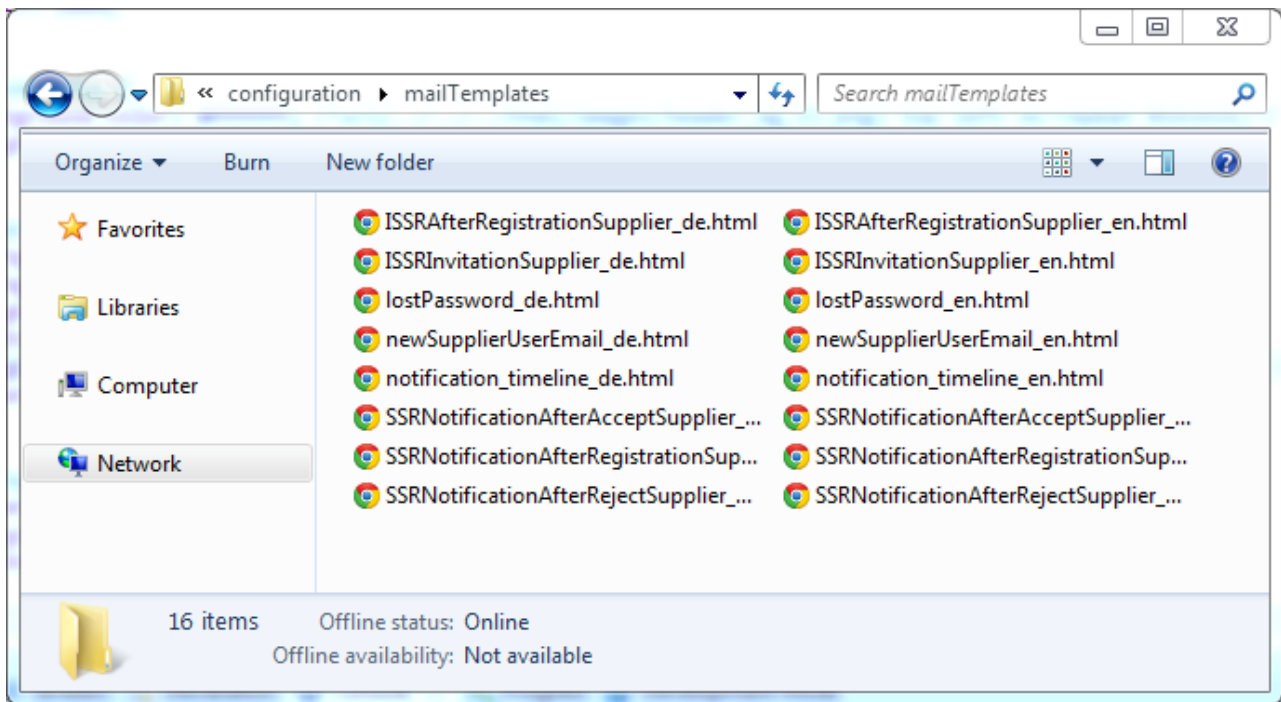 « configuration ▸ mailTemplates
Search mailTemplates
Organize Burn New folder
Favorites
Libraries
Computer
Network
ISSRAfterRegistrationSupplier_de.html ISSRAfterRegistrationSupplier_en.html
ISSRInvitationSupplier_de.html ISSRInvitationSupplier_en.html
lostPassword_de.html lostPassword_en.html
newSupplierUserEmail_de.html newSupplierUserEmail_en.html
notification_timeline_de.html notification_timeline_en.html
SSRNotificationAfterAcceptSupplier_... SSRNotificationAfterAcceptSupplier_...
SSRNotificationAfterRegistrationSup... SSRNotificationAfterRegistrationSup...
SSRNotificationAfterRejectSupplier_... SSRNotificationAfterRejectSupplier_...
16 items Offline status: Online
Offline availability: Not available